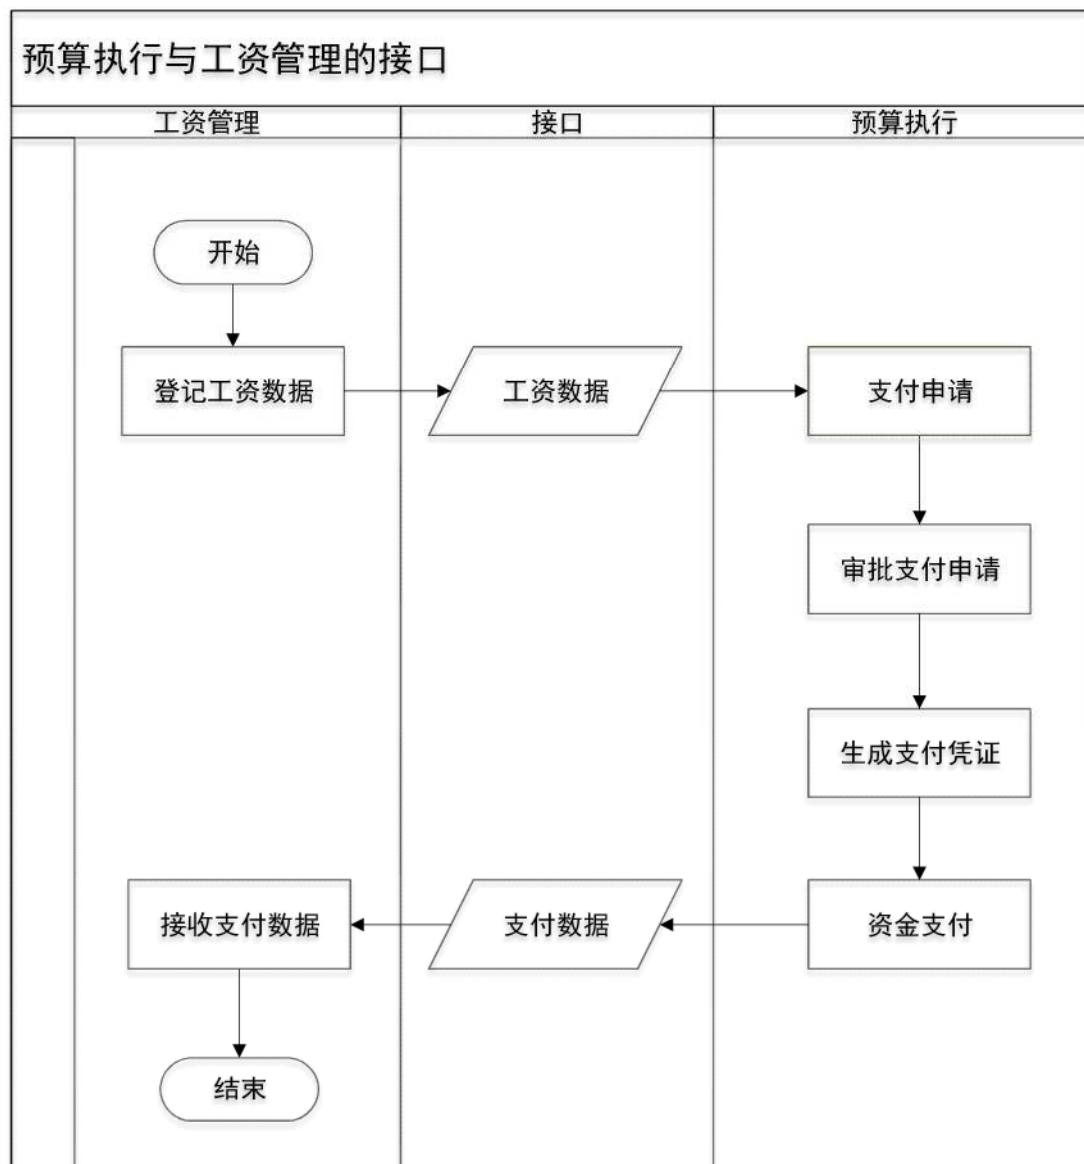 预算执行与工资管理的接口
工资管理
接口
预算执行
开始
登记工资数据
工资数据
支付申请
审批支付申请
生成支付凭证
接收支付数据
支付数据
资金支付
结束